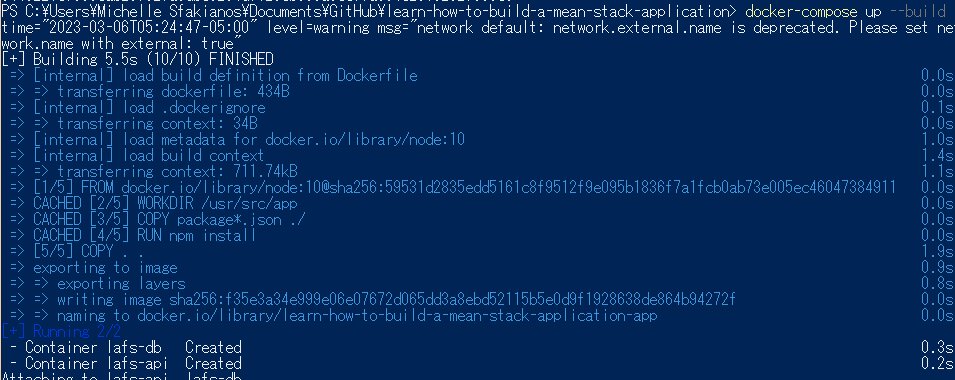 PS C:¥Users¥Michelle Sfakianos¥Documents¥GitHub¥learn-how-to-build-a-mean-stack-application> docker-compose up --build
time="2023-03-06T05:24:47-05:00" level=warning msg="network default: network.external.name is deprecated. Please set net
work.name with external: true"
[+] Building 5.5s (10/10) FINISHED
=> [internal] load build definition from Dockerfile 0.0s
=> => transferring dockerfile: 434B 0.0s
=> [internal] load .dockerignore 0.1s
=> => transferring context: 34B 0.0s
=> [internal] load metadata for docker.io/library/node:10 1.0s
=> [internal] load build context 1.4s
=> => transferring context: 711.74kB 1.1s
=> [1/5] FROM docker.io/library/node:10@sha256:59531d2835edd5161c8f9512f9e095b1836f7a1fcb0ab73e005ec46047384911 0.0s
=> CACHED [2/5] WORKDIR /usr/src/app 0.0s
=> CACHED [3/5] COPY package*.json ./ 0.0s
=> CACHED [4/5] RUN npm install 0.0s
=> [5/5] COPY . . 1.9s
=> exporting to image 0.9s
=> => exporting layers 0.8s
=> => writing image sha256:f35e3a34e999e06e07672d065dd3a8ebd52115b5e0d9f1928638de864b94272f 0.0s
=> => naming to docker.io/library/learn-how-to-build-a-mean-stack-application-app 0.0s
[+] Running 2/2
- Container lafs-db Created 0.3s
- Container lafs-api Created 0.2s
Attaching to lafs-api, lafs-db